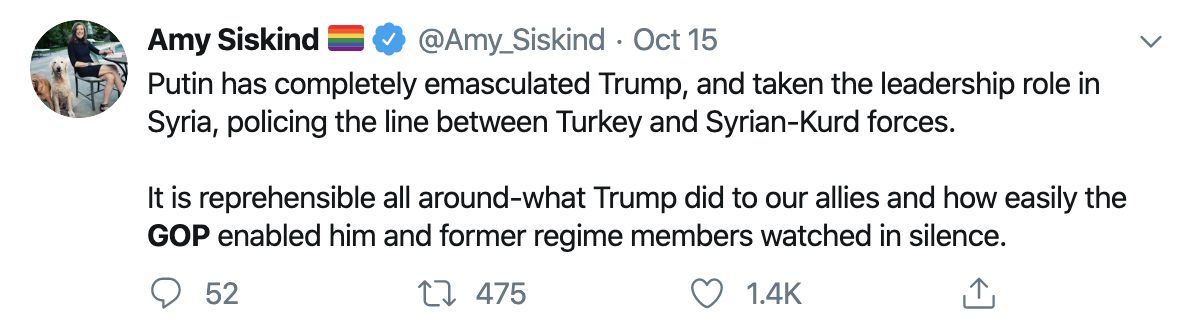 Amy Siskind 🏳️‍🌈 @Amy_Siskind · Oct 15
Putin has completely emasculated Trump, and taken the leadership role in
Syria, policing the line between Turkey and Syrian-Kurd forces.
It is reprehensible all around-what Trump did to our allies and how easily the
GOP enabled him and former regime members watched in silence.
52 475 1.4K